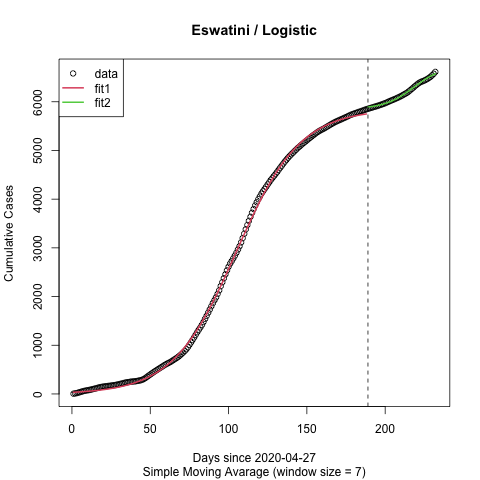 Eswatini / Logistic
data
fit1
fit2
Cumulative Cases
6000
5000
4000
3000
2000
1000
0
0 50 100 150 200
Days since 2020-04-27
Simple Moving Avarage (window size = 7)